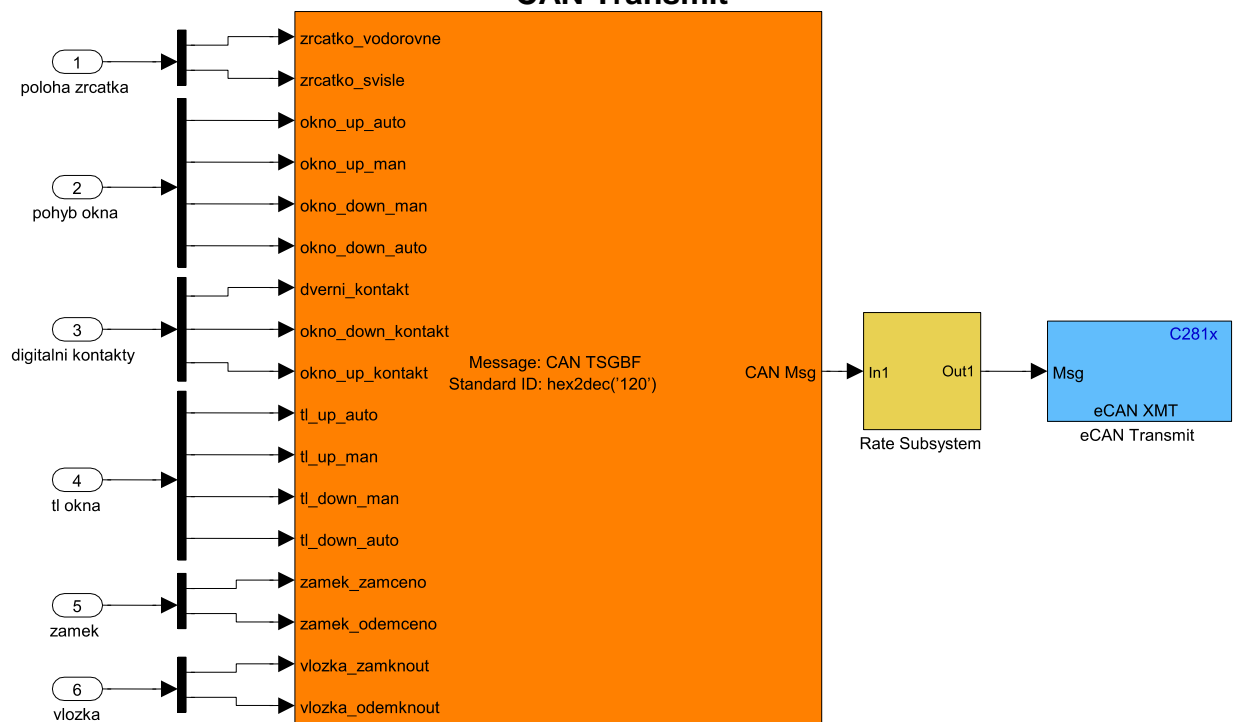 CAN Transmit
1
poloha zrcatka
2
pohyb okna
3
digitalni kontakty
4
tl okna
5
zamek
6
vlozka
zrcatko_vodorovne
zrcatko_svisle
okno_up_auto
okno_up_man
okno_down_man
okno_down_auto
dverni_kontakt
okno_down_kontakt
okno_up_kontakt
tl_up_auto
tl_up_man
tl_down_man
tl_down_auto
zamek_zamceno
zamek_odemceno
vlozka_zamknout
vlozka_odemknout
Message: CAN TSGBF
Standard ID: hex2dec('120')
CAN Msg
In1
Out1
Rate Subsystem
C281x
Msg
eCAN XMT
eCAN Transmit